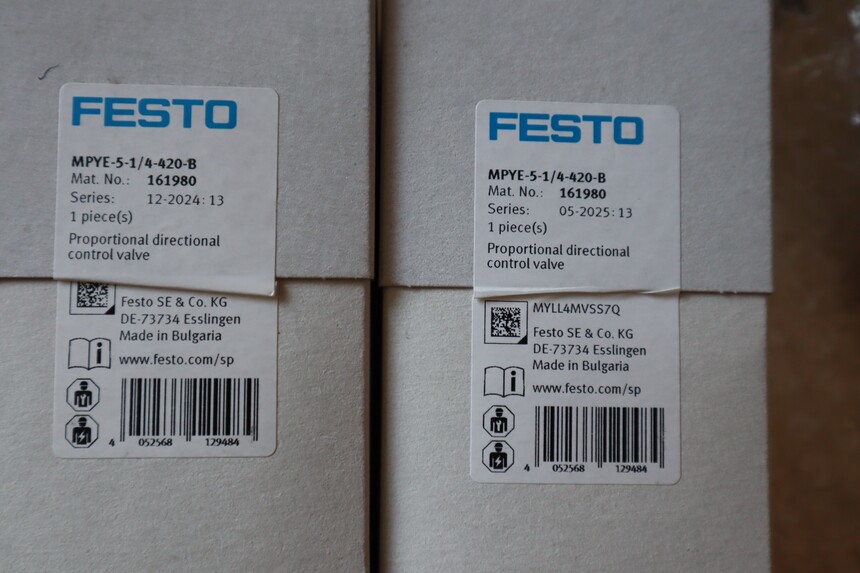 FESTO
MPYE-5-1/4-420-B
Mat. No.: 161980
Series: 12-2024: 13
1 piece(s)
Proportional directional
control valve
Festo SE & Co. KG
DE-73734 Esslingen
Made in Bulgaria
www.festo.com/sp
4 052568 129484
FESTO
MPYE-5-1/4-420-B
Mat. No.: 161980
Series: 05-2025: 13
1 piece(s)
Proportional directional
control valve
MYLL4MVSS7Q
Festo SE & Co. KG
DE-73734 Esslingen
Made in Bulgaria
www.festo.com/sp
4 052568 129484